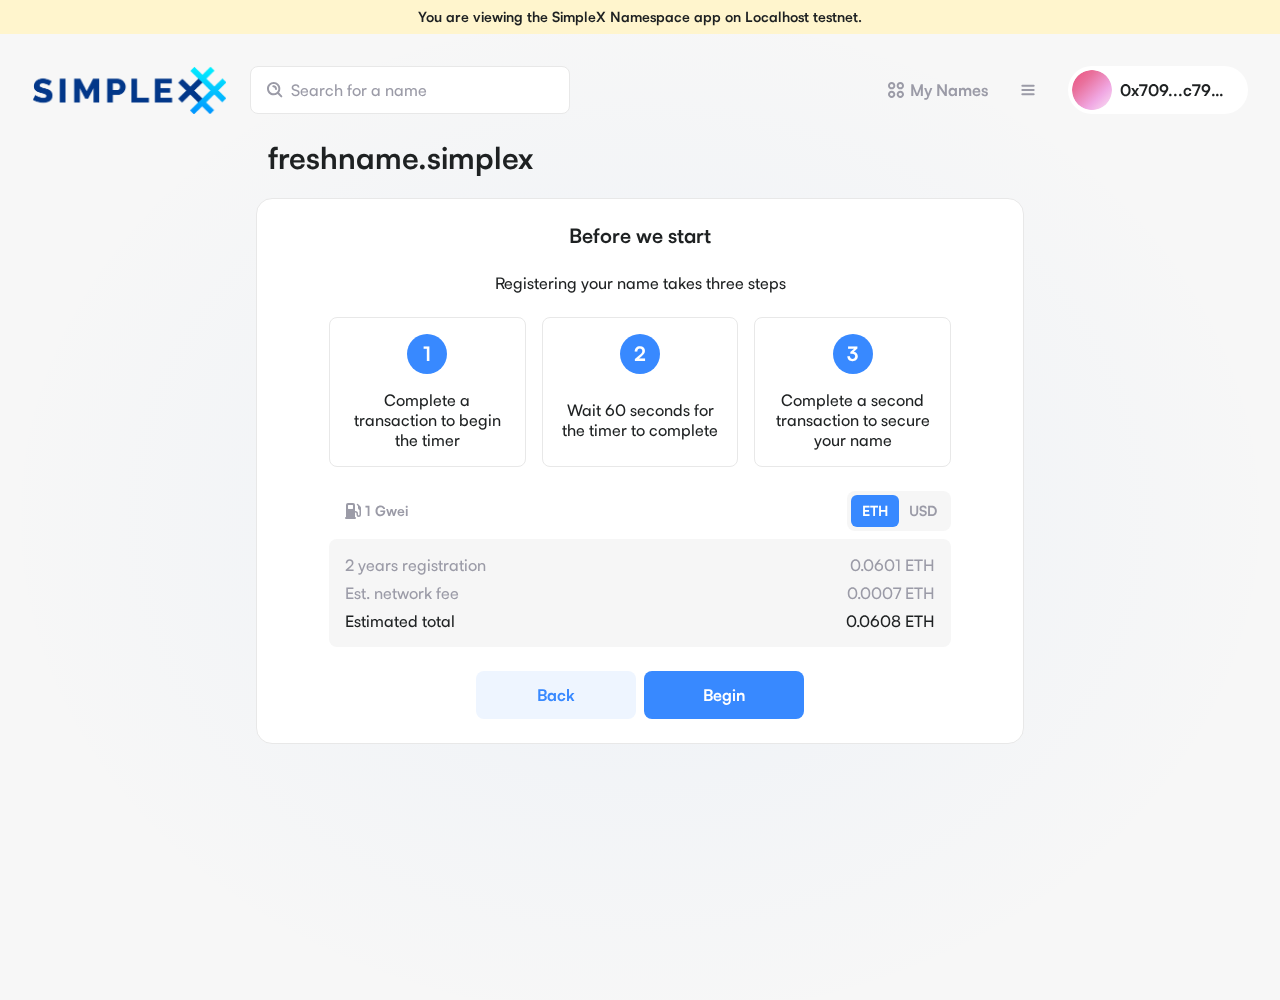 You are viewing the SimpleX Namespace app on Localhost testnet.
SIMPLEX
Search for a name
My Names
0x709...c79...
freshname.simplex
Before we start
Registering your name takes three steps
1
Complete a
transaction to begin
the timer
2
Wait 60 seconds for
the timer to complete
3
Complete a second
transaction to secure
your name
1 Gwei
ETH
USD
2 years registration
0.0601 ETH
Est. network fee
0.0007 ETH
Estimated total
0.0608 ETH
Back
Begin